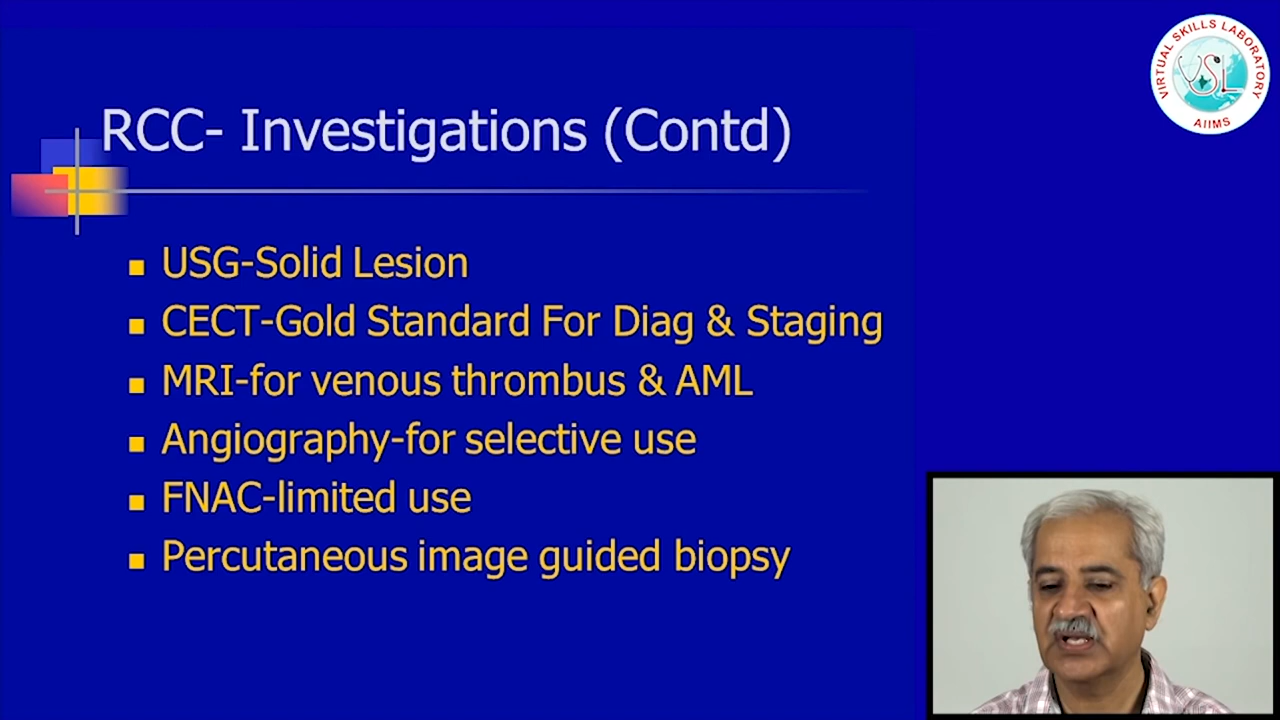 RCC- Investigations (Contd)
USG-Solid Lesion
CECT-Gold Standard For Diag & Staging
MRI-for venous thrombus & AML
Angiography-for selective use
FNAC-limited use
Percutaneous image guided biopsy
VIRTUAL SKILLS LABORATORY
VSL
AIIMS